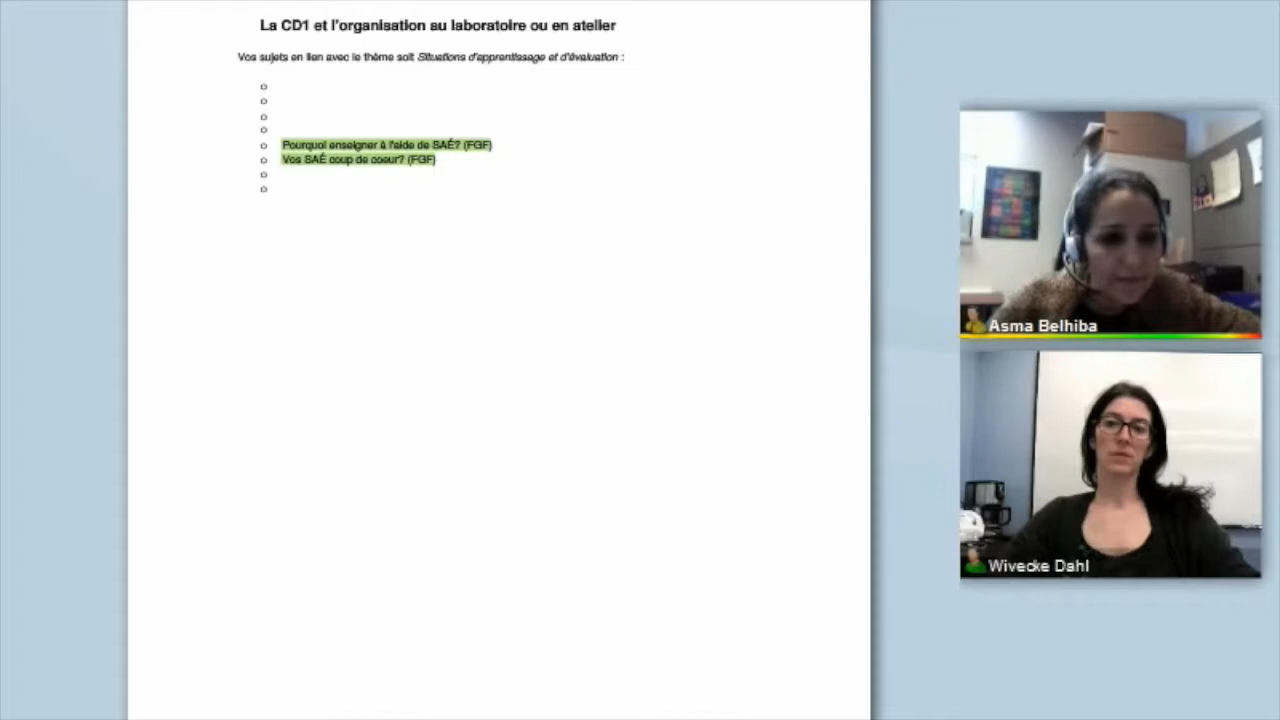 La CD1 et l'organisation au laboratoire ou en atelier
Vos sujets en lien avec le thème soit Situations d'apprentissage et d'évaluation :
Pourquoi enseigner à l'aide de SAÉ? (FGF)
Vos SAÉ coup de coeur? (FGF)
Asma Belhiba
Wivecke Dahl